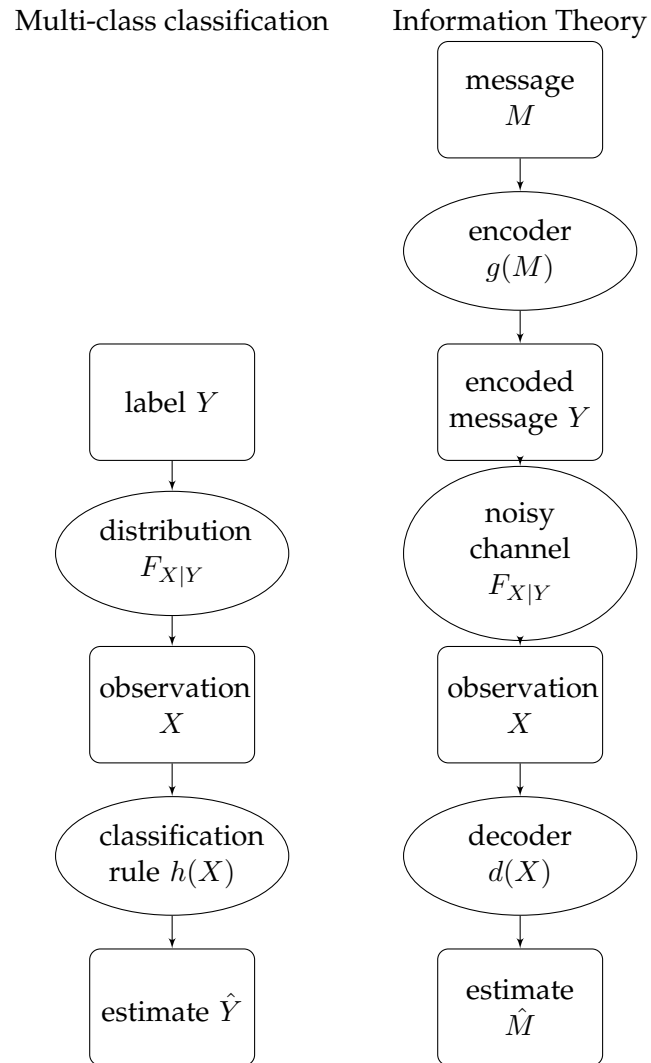 Multi-class classification
label Y
distribution
F_{X|Y}
observation
X
classification
rule h(X)
estimate Ŷ
Information Theory
message
M
encoder
g(M)
encoded
message Y
noisy
channel
F_{X|Y}
observation
X
decoder
d(X)
estimate
M̂